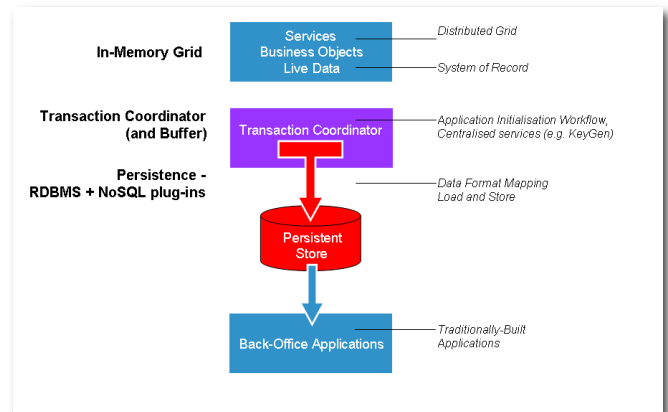 In-Memory Grid
Services
Business Objects
Live Data
Distributed Grid
System of Record
Transaction Coordinator
(and Buffer)
Transaction Coordinator
Application Initialisation Workflow,
Centralised services (e.g. KeyGen)
Persistence -
RDBMS + NoSQL plug-ins
Data Format Mapping
Load and Store
Persistent
Store
Back-Office Applications
Traditionally-Built
Applications